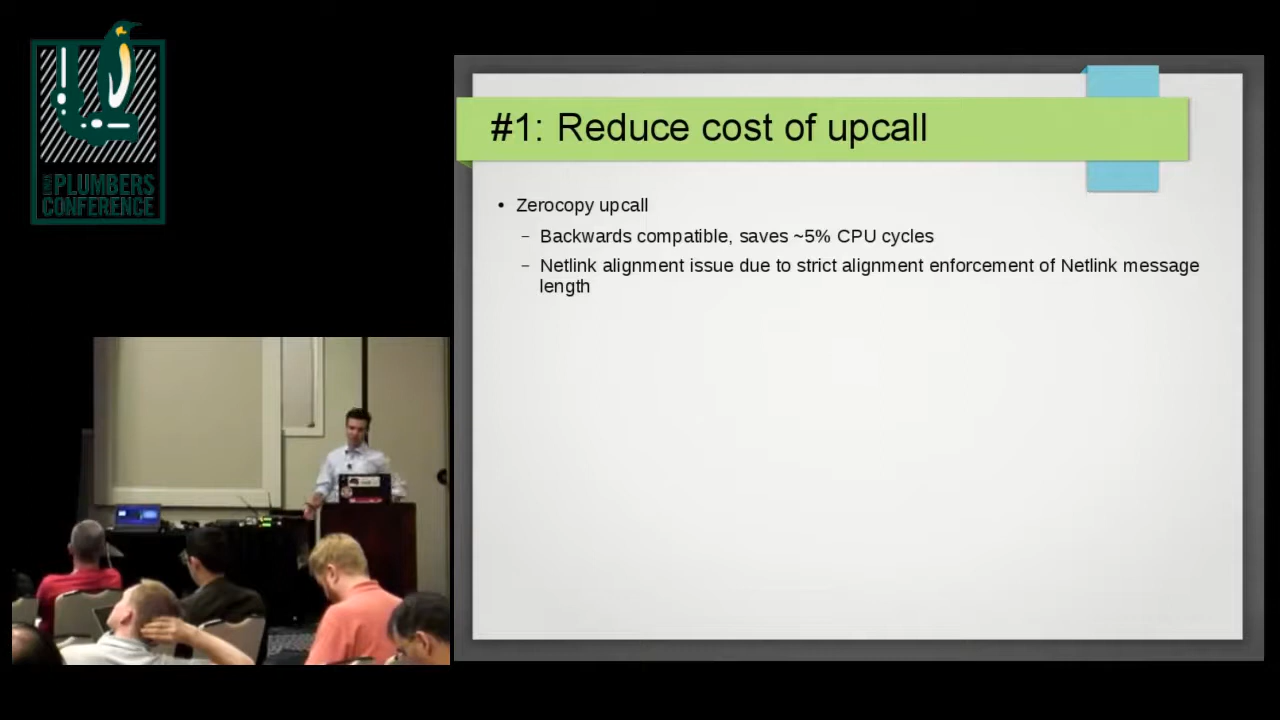 LINUX
PLUMBERS
CONFERENCE
#1: Reduce cost of upcall
• Zerocopy upcall
– Backwards compatible, saves ~5% CPU cycles
– Netlink alignment issue due to strict alignment enforcement of Netlink message
length